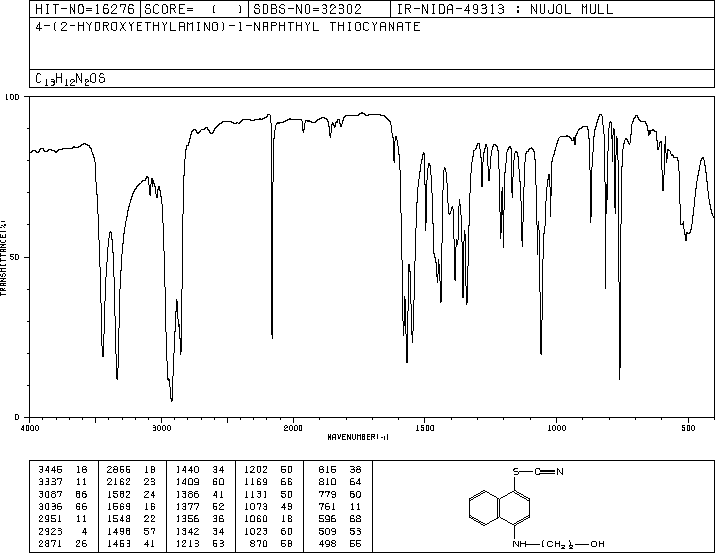 HIT-NO=16276 SCORE= ( ) SDBS-NO=32302 IR-NIDA-49313 : NUJOL MULL
4-(2-HYDROXYETHYLAMINO)-1-NAPHTHYL THIOCYANATE
C13H12N2OS
100
50
0
TRANSMITTANCE(%)
4000 3000 2000 1500 1000 500
WAVENUMBER(-1)
3445 18 2855 18 1440 34 1202 50 815 38
3337 11 2162 23 1409 60 1169 66 810 64
3087 66 1582 24 1386 41 1131 50 779 60
3036 66 1569 16 1377 52 1073 49 761 11
2951 11 1548 22 1356 36 1060 18 596 68
2923 4 1498 57 1342 34 1023 60 509 53
2871 26 1463 41 1213 53 870 58 498 55
S—C≡N
NH—(CH2)2—OH